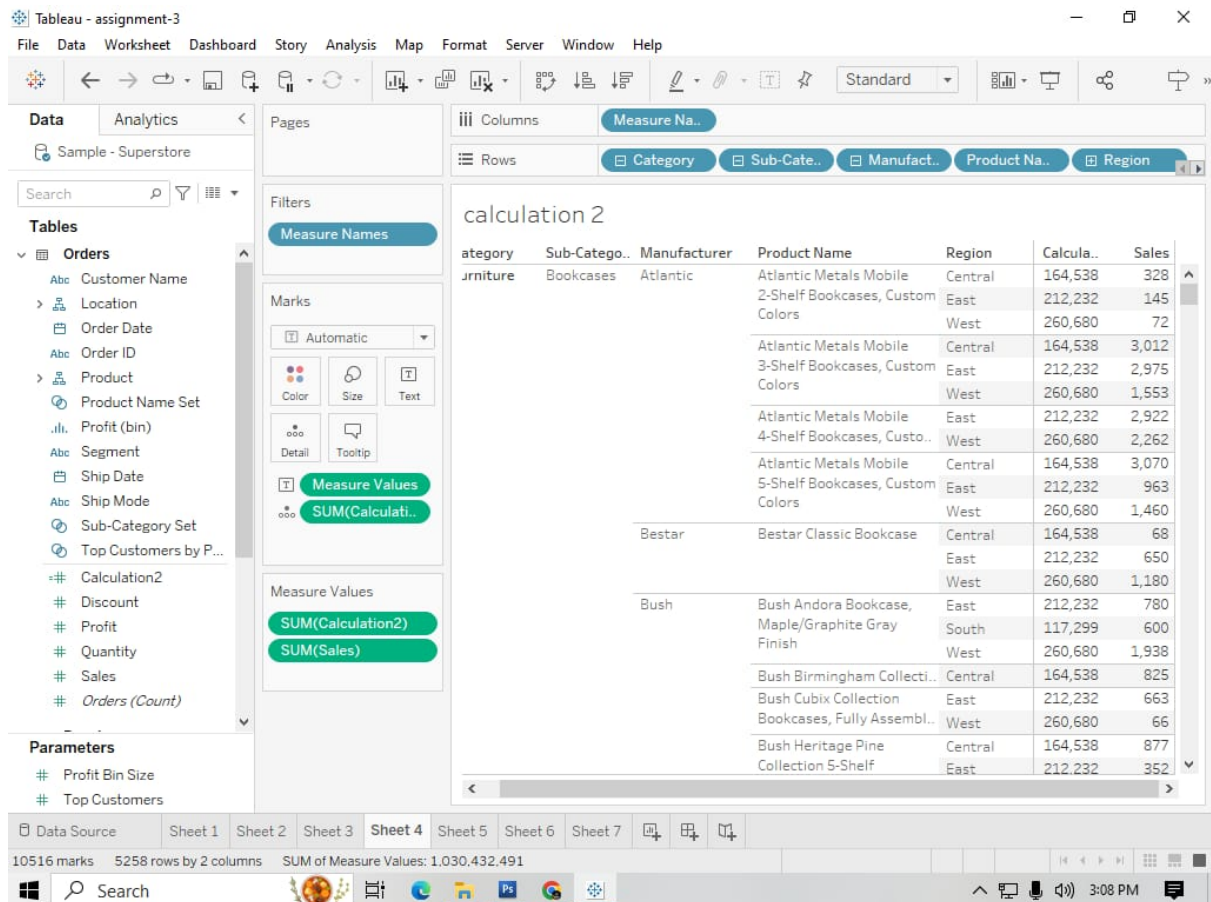 Tableau - assignment-3
File Data Worksheet Dashboard Story Analysis Map Format Server Window Help
Standard
Data Analytics
Sample - Superstore
Search
Tables
Orders
Abc Customer Name
Location
Order Date
Abc Order ID
Product
Product Name Set
Profit (bin)
Abc Segment
Ship Date
Abc Ship Mode
Sub-Category Set
Top Customers by P...
Calculation2
Discount
Profit
Quantity
Sales
Orders (Count)
Parameters
Profit Bin Size
Top Customers
Pages
Filters
Measure Names
Marks
Automatic
Color Size Text
Detail Tooltip
Measure Values
SUM(Calculati..
Measure Values
SUM(Calculation2)
SUM(Sales)
Columns Measure Na..
Rows Category Sub-Cate.. Manufact.. Product Na.. Region
calculation 2
ategory Sub-Catego.. Manufacturer Product Name Region Calcula.. Sales
urniture Bookcases Atlantic Atlantic Metals Mobile Central 164,538 328
2-Shelf Bookcases, Custom East 212,232 145
Colors West 260,680 72
Atlantic Metals Mobile Central 164,538 3,012
3-Shelf Bookcases, Custom East 212,232 2,975
Colors West 260,680 1,553
Atlantic Metals Mobile East 212,232 2,922
4-Shelf Bookcases, Custo.. West 260,680 2,262
Atlantic Metals Mobile Central 164,538 3,070
5-Shelf Bookcases, Custom East 212,232 963
Colors West 260,680 1,460
Bestar Bestar Classic Bookcase Central 164,538 68
East 212,232 650
West 260,680 1,180
Bush Bush Andora Bookcase, East 212,232 780
Maple/Graphite Gray South 117,299 600
Finish West 260,680 1,938
Bush Birmingham Collecti.. Central 164,538 825
Bush Cubix Collection East 212,232 663
Bookcases, Fully Assembl.. West 260,680 66
Bush Heritage Pine Central 164,538 877
Collection 5-Shelf East 212,232 352
Data Source Sheet 1 Sheet 2 Sheet 3 Sheet 4 Sheet 5 Sheet 6 Sheet 7
10516 marks 5258 rows by 2 columns SUM of Measure Values: 1,030,432,491
Search Ps 3:08 PM